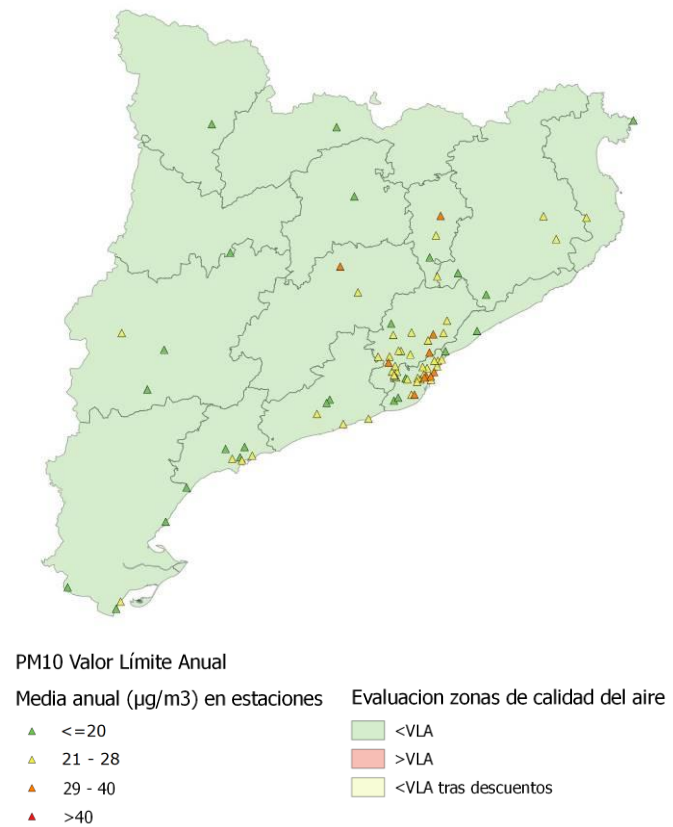 PM10 Valor Límite Anual
Media anual (µg/m3) en estaciones
<=20
21 - 28
29 - 40
>40
Evaluacion zonas de calidad del aire
<VLA
>VLA
<VLA tras descuentos